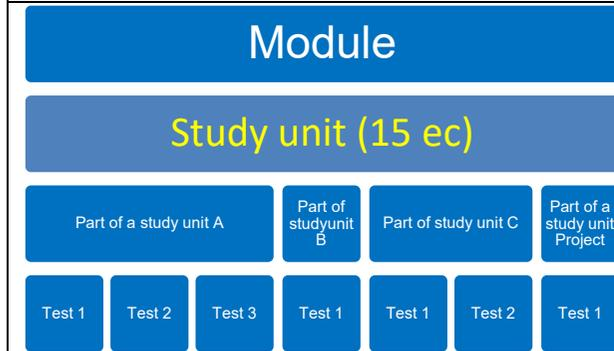 Module
Study unit (15 ec)
Part of a study unit A
Part of
studyunit
B
Part of study unit C
Part of a
study unit
Project
Test 1
Test 2
Test 3
Test 1
Test 1
Test 2
Test 1